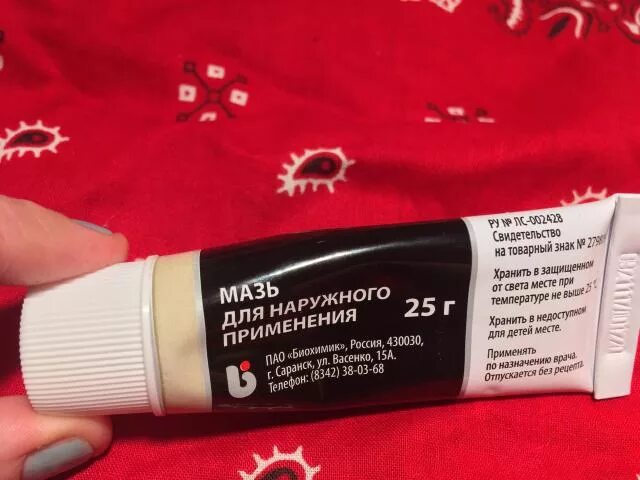 МАЗЬ
ДЛЯ НАРУЖНОГО
ПРИМЕНЕНИЯ
25 г
ПАО «Биохимик», Россия, 430030,
г. Саранск, ул. Васенко, 15А.
Телефон: (8342) 38-03-68
РУ № ЛС-002428
Свидетельство
на товарный знак №
Хранить в защищенном
от света месте при
температуре не выше 25 °С.
Хранить в недоступном
для детей месте.
Применять
по назначению врача.
Отпускается без рецепта.